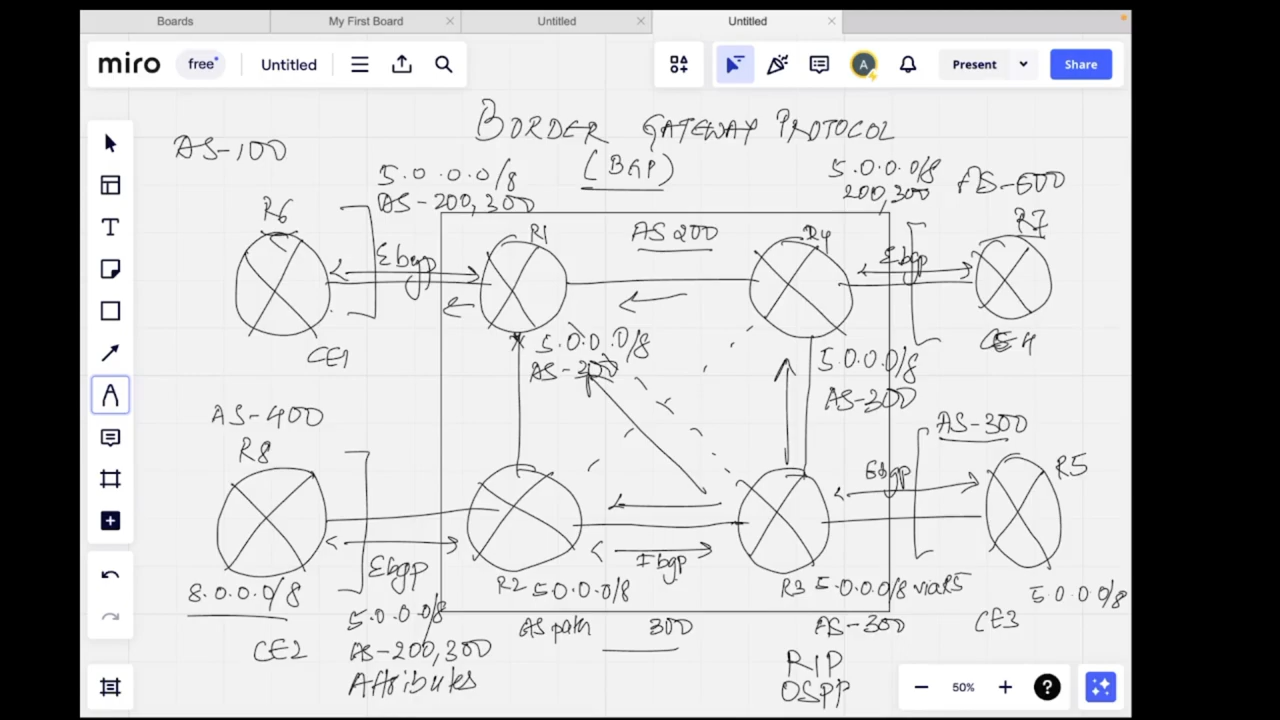 Boards
My First Board
Untitled
Untitled
miro free Untitled
A
Present
Share
BORDER GATEWAY PROTOCOL
(BGP)
AS-100
5.0.0.0/8
AS-200,300
5.0.0.0/8
200,300
AS-600
R6
R1
AS 200
R4
R7
Ebgp
Ebgp
CE1
5.0.0.0/8
5.0.0.0/8
AS-300
CE4
AS-400
R8
AS-300
R5
Ebgp
Ibgp
Ebgp
8.0.0.0/8
R2 5.0.0.0/8
R3 5.0.0.0/8 via R5
5.0.0.0/8
5.0.0.0/8
AS path 300
AS-300
CE3
CE2
AS-200,300
Attributes
RIP
OSPP
50%